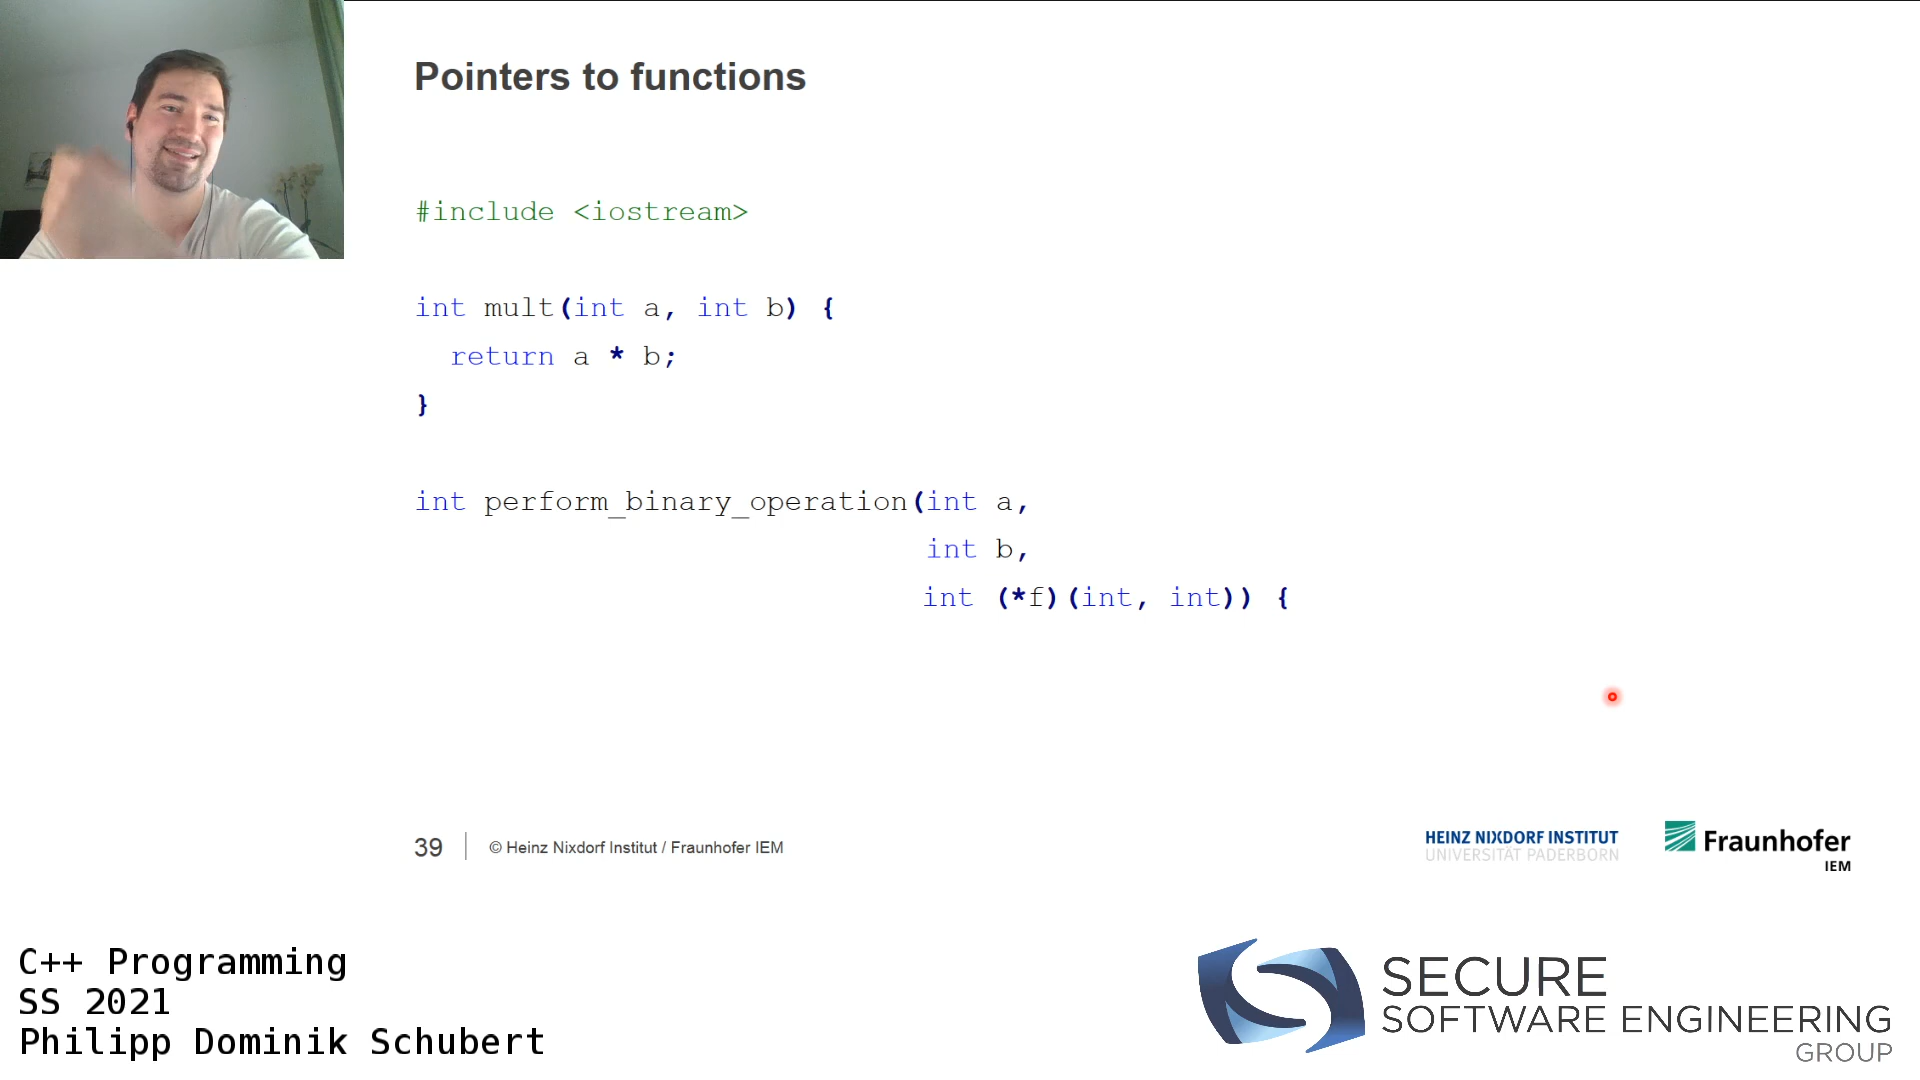 Pointers to functions
#include <iostream>
int mult(int a, int b) {
  return a * b;
}
int perform_binary_operation(int a,
int b,
int (*f)(int, int)) {
39
© Heinz Nixdorf Institut / Fraunhofer IEM
HEINZ NIXDORF INSTITUT
UNIVERSITÄT PADERBORN
Fraunhofer
IEM
C++ Programming
SS 2021
Philipp Dominik Schubert
SECURE
SOFTWARE ENGINEERING
GROUP